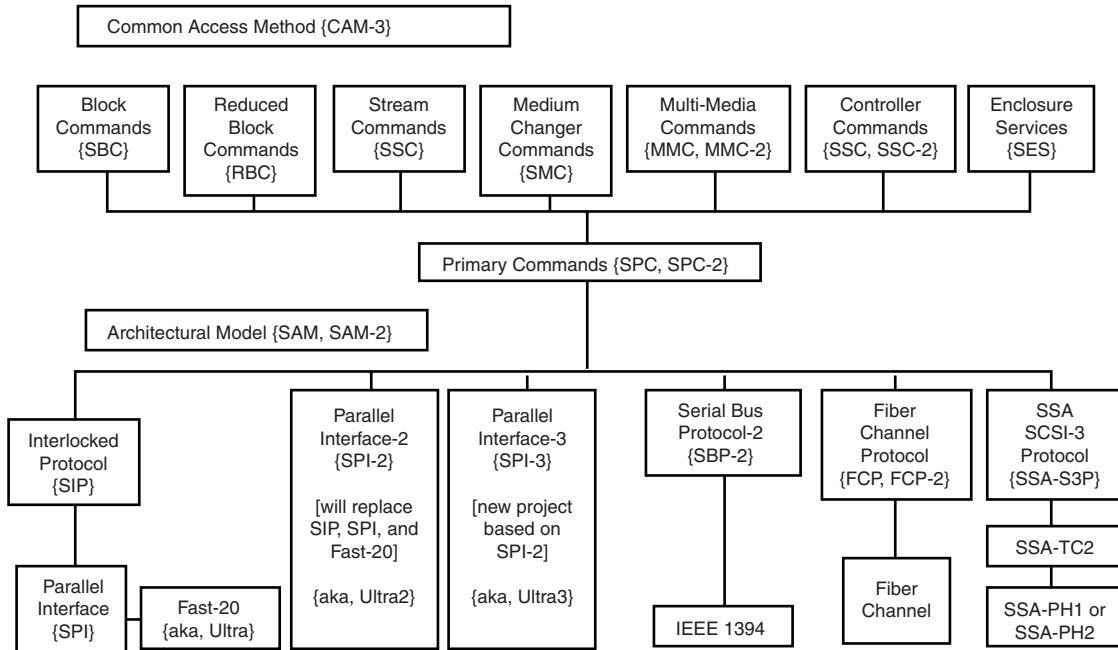 Common Access Method {CAM-3}
Block
Commands
{SBC}
Reduced
Block
Commands
{RBC}
Stream
Commands
{SSC}
Medium
Changer
Commands
{SMC}
Multi-Media
Commands
{MMC, MMC-2}
Controller
Commands
{SSC, SSC-2}
Enclosure
Services
{SES}
Primary Commands {SPC, SPC-2}
Architectural Model {SAM, SAM-2}
Interlocked
Protocol
{SIP}
Parallel
Interface
{SPI}
Fast-20
{aka, Ultra}
Parallel
Interface-2
{SPI-2}
[will replace
SIP, SPI, and
Fast-20]
{aka, Ultra2}
Parallel
Interface-3
{SPI-3}
[new project
based on
SPI-2]
{aka, Ultra3}
Serial Bus
Protocol-2
{SBP-2}
IEEE 1394
Fiber
Channel
Protocol
{FCP, FCP-2}
Fiber
Channel
SSA
SCSI-3
Protocol
{SSA-S3P}
SSA-TC2
SSA-PH1 or
SSA-PH2